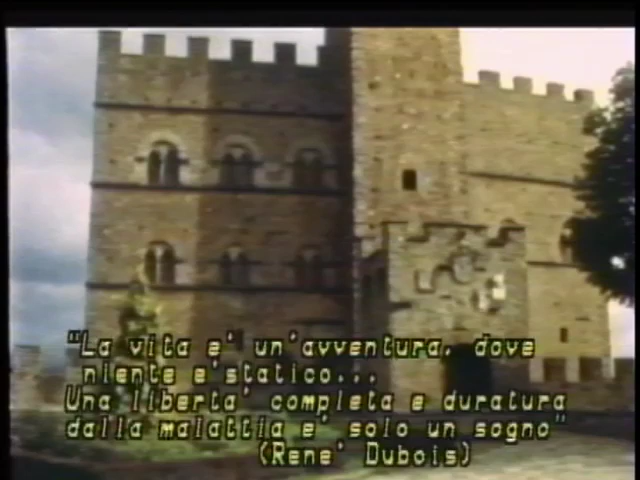 "La vita e' un'avventura, dove
niente e'statico...
Una liberta' completa e duratura
dalla malattia e' solo un sogno"
(Rene' Dubois)